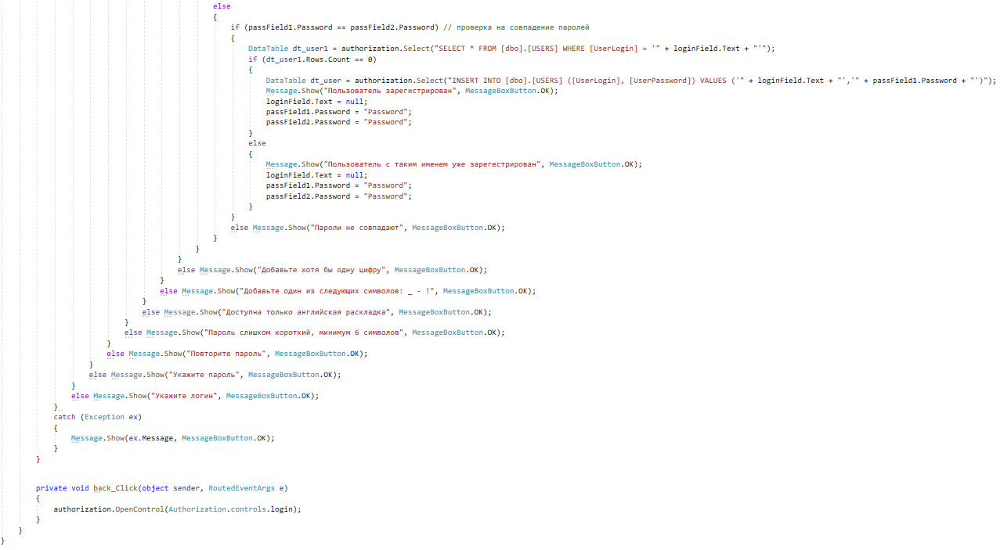 else
{
if (passField1.Password == passField2.Password) // проверка на совпадение паролей
{
DataTable dt_user1 = authorization.Select("SELECT * FROM [dbo].[USERS] WHERE [UserLogin] = '" + loginField.Text + "'");
if (dt_user1.Rows.Count == 0)
{
DataTable dt_user = authorization.Select("INSERT INTO [dbo].[USERS] ([UserLogin], [UserPassword]) VALUES ('" + loginField.Text + "','" + passField1.Password + "')");
Message.Show("Пользователь зарегистрирован", MessageBoxButton.OK);
loginField.Text = null;
passField1.Password = "Password";
passField2.Password = "Password";
}
else
{
Message.Show("Пользователь с таким именем уже зарегестрирован", MessageBoxButton.OK);
loginField.Text = null;
passField1.Password = "Password";
passField2.Password = "Password";
}
}
else Message.Show("Пароли не совпадают", MessageBoxButton.OK);
}
}
}
else Message.Show("Добавьте хотя бы одну цифру", MessageBoxButton.OK);
}
else Message.Show("Добавьте один из следующих символов: _ - !", MessageBoxButton.OK);
}
else Message.Show("Доступна только английская раскладка", MessageBoxButton.OK);
}
else Message.Show("Пароль слишком короткий, минимум 6 символов", MessageBoxButton.OK);
}
else Message.Show("Повторите пароль", MessageBoxButton.OK);
}
else Message.Show("Укажите пароль", MessageBoxButton.OK);
}
else Message.Show("Укажите логин", MessageBoxButton.OK);
}
catch (Exception ex)
{
Message.Show(ex.Message, MessageBoxButton.OK);
}
}
private void back_Click(object sender, RoutedEventArgs e)
{
authorization.OpenControl(Authorization.controls.login);
}
}
}